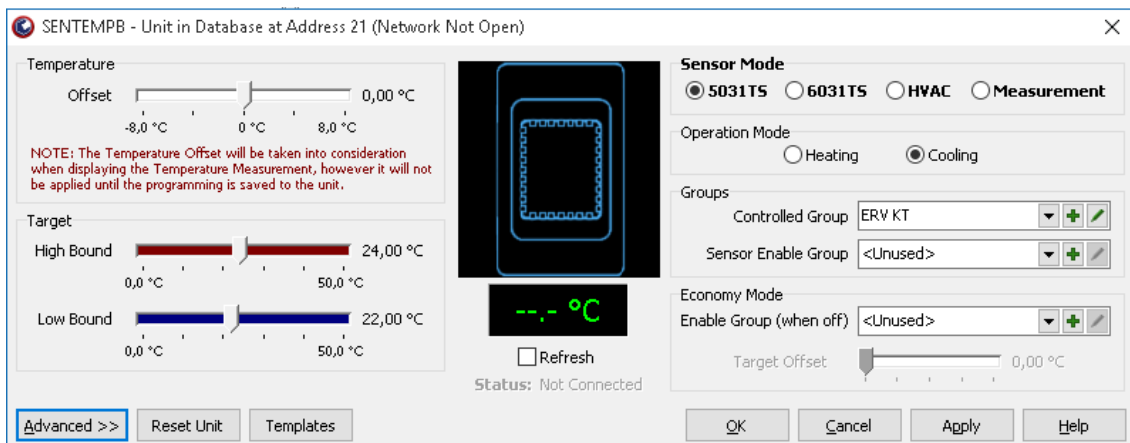 SENTEMPB - Unit in Database at Address 21 (Network Not Open)
Temperature
Offset 0,00 °C
-8,0 °C 0 °C 8,0 °C
NOTE: The Temperature Offset will be taken into consideration
when displaying the Temperature Measurement, however it will not
be applied until the programming is saved to the unit.
Target
High Bound 24,00 °C
0,0 °C 50,0 °C
Low Bound 22,00 °C
0,0 °C 50,0 °C
--.- °C
Refresh
Status: Not Connected
Sensor Mode
5031TS 6031TS HVAC Measurement
Operation Mode
Heating Cooling
Groups
Controlled Group ERV KT
Sensor Enable Group <Unused>
Economy Mode
Enable Group (when off) <Unused>
Target Offset 0,00 °C
Advanced >> Reset Unit Templates OK Cancel Apply Help